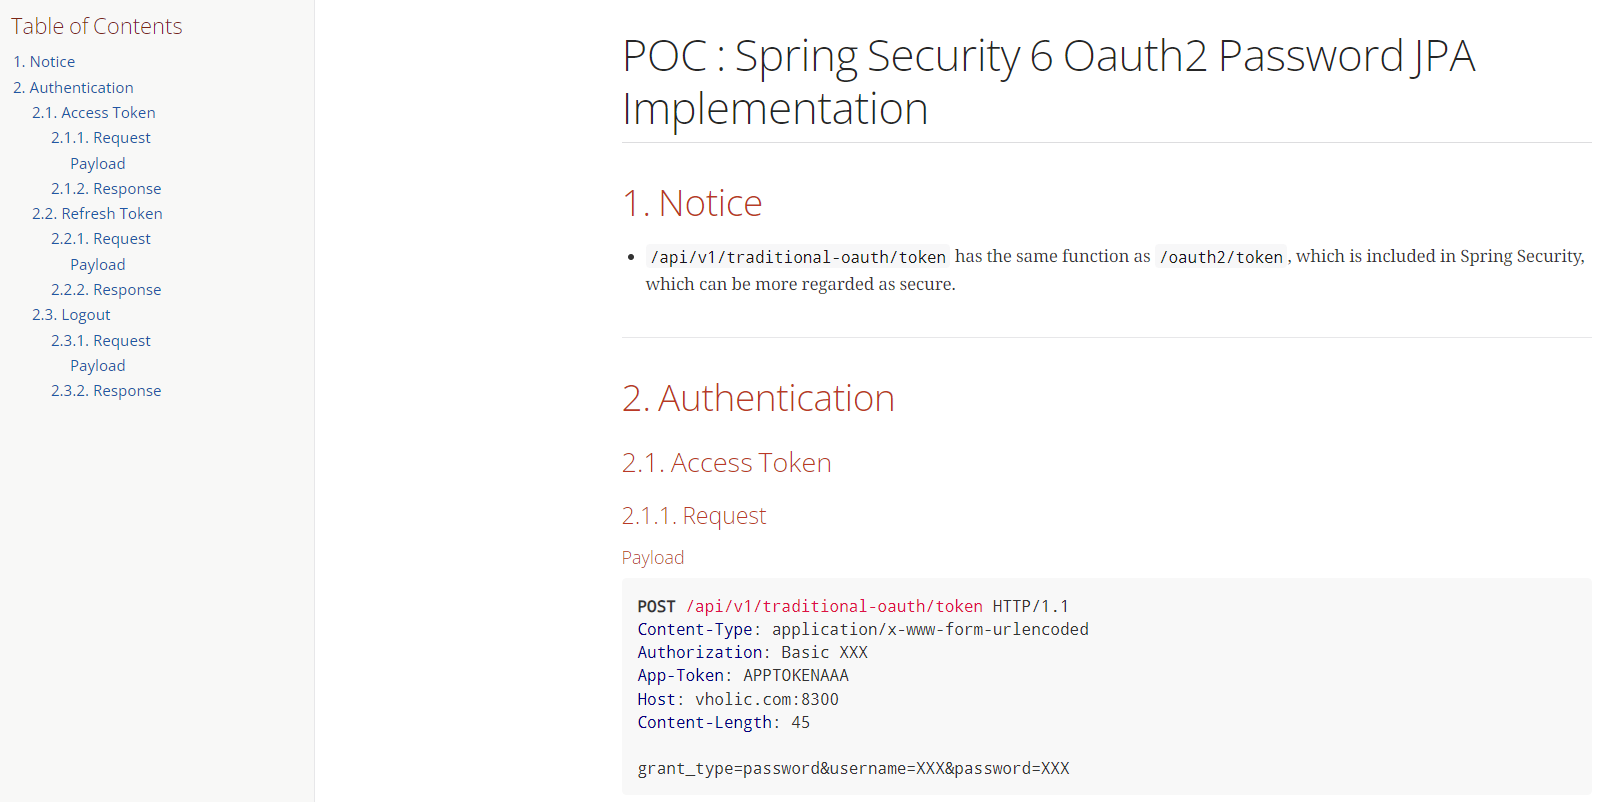 Table of Contents
1. Notice
2. Authentication
2.1. Access Token
2.1.1. Request
Payload
2.1.2. Response
2.2. Refresh Token
2.2.1. Request
Payload
2.2.2. Response
2.3. Logout
2.3.1. Request
Payload
2.3.2. Response
POC : Spring Security 6 Oauth2 Password JPA
Implementation
1. Notice
• /api/v1/traditional-oauth/token has the same function as /oauth2/token, which is included in Spring Security,
which can be more regarded as secure.
2. Authentication
2.1. Access Token
2.1.1. Request
Payload
POST /api/v1/traditional-oauth/token HTTP/1.1
Content-Type: application/x-www-form-urlencoded
Authorization: Basic XXX
App-Token: APPTOKENAAA
Host: vholic.com:8300
Content-Length: 45
grant_type=password&username=XXX&password=XXX